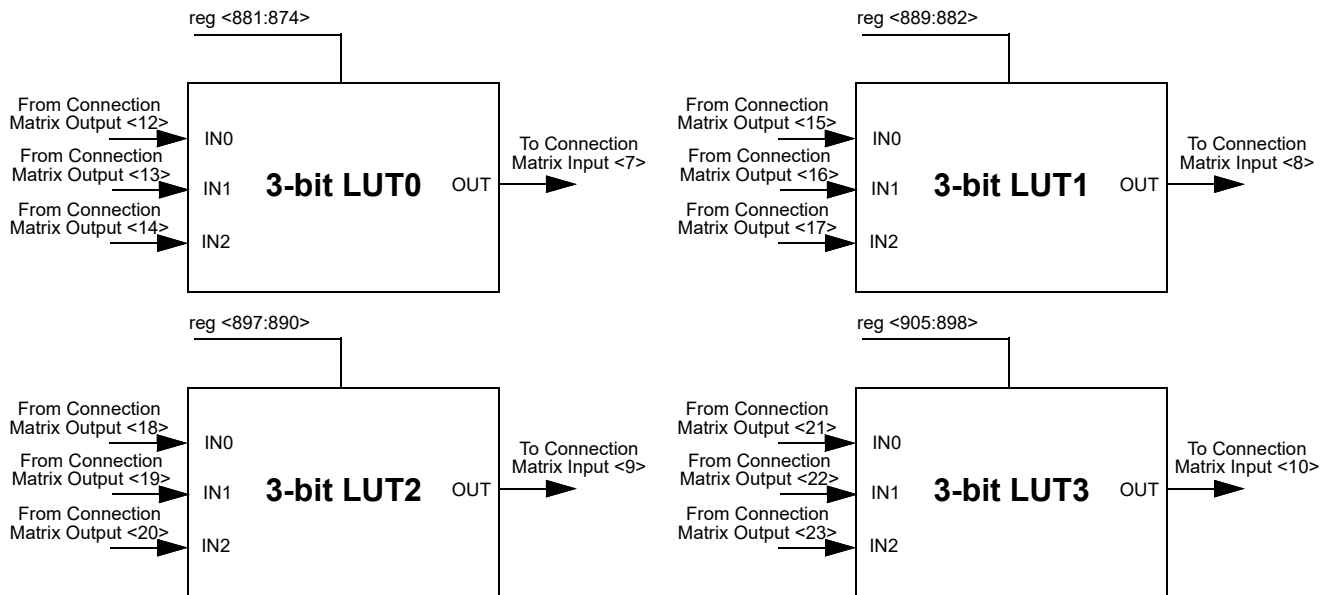 reg <881:874>
From Connection
Matrix Output <12>
IN0
From Connection
Matrix Output <13>
IN1
From Connection
Matrix Output <14>
IN2
3-bit LUT0
OUT
To Connection
Matrix Input <7>
reg <889:882>
From Connection
Matrix Output <15>
IN0
From Connection
Matrix Output <16>
IN1
From Connection
Matrix Output <17>
IN2
3-bit LUT1
OUT
To Connection
Matrix Input <8>
reg <897:890>
From Connection
Matrix Output <18>
IN0
From Connection
Matrix Output <19>
IN1
From Connection
Matrix Output <20>
IN2
3-bit LUT2
OUT
To Connection
Matrix Input <9>
reg <905:898>
From Connection
Matrix Output <21>
IN0
From Connection
Matrix Output <22>
IN1
From Connection
Matrix Output <23>
IN2
3-bit LUT3
OUT
To Connection
Matrix Input <10>